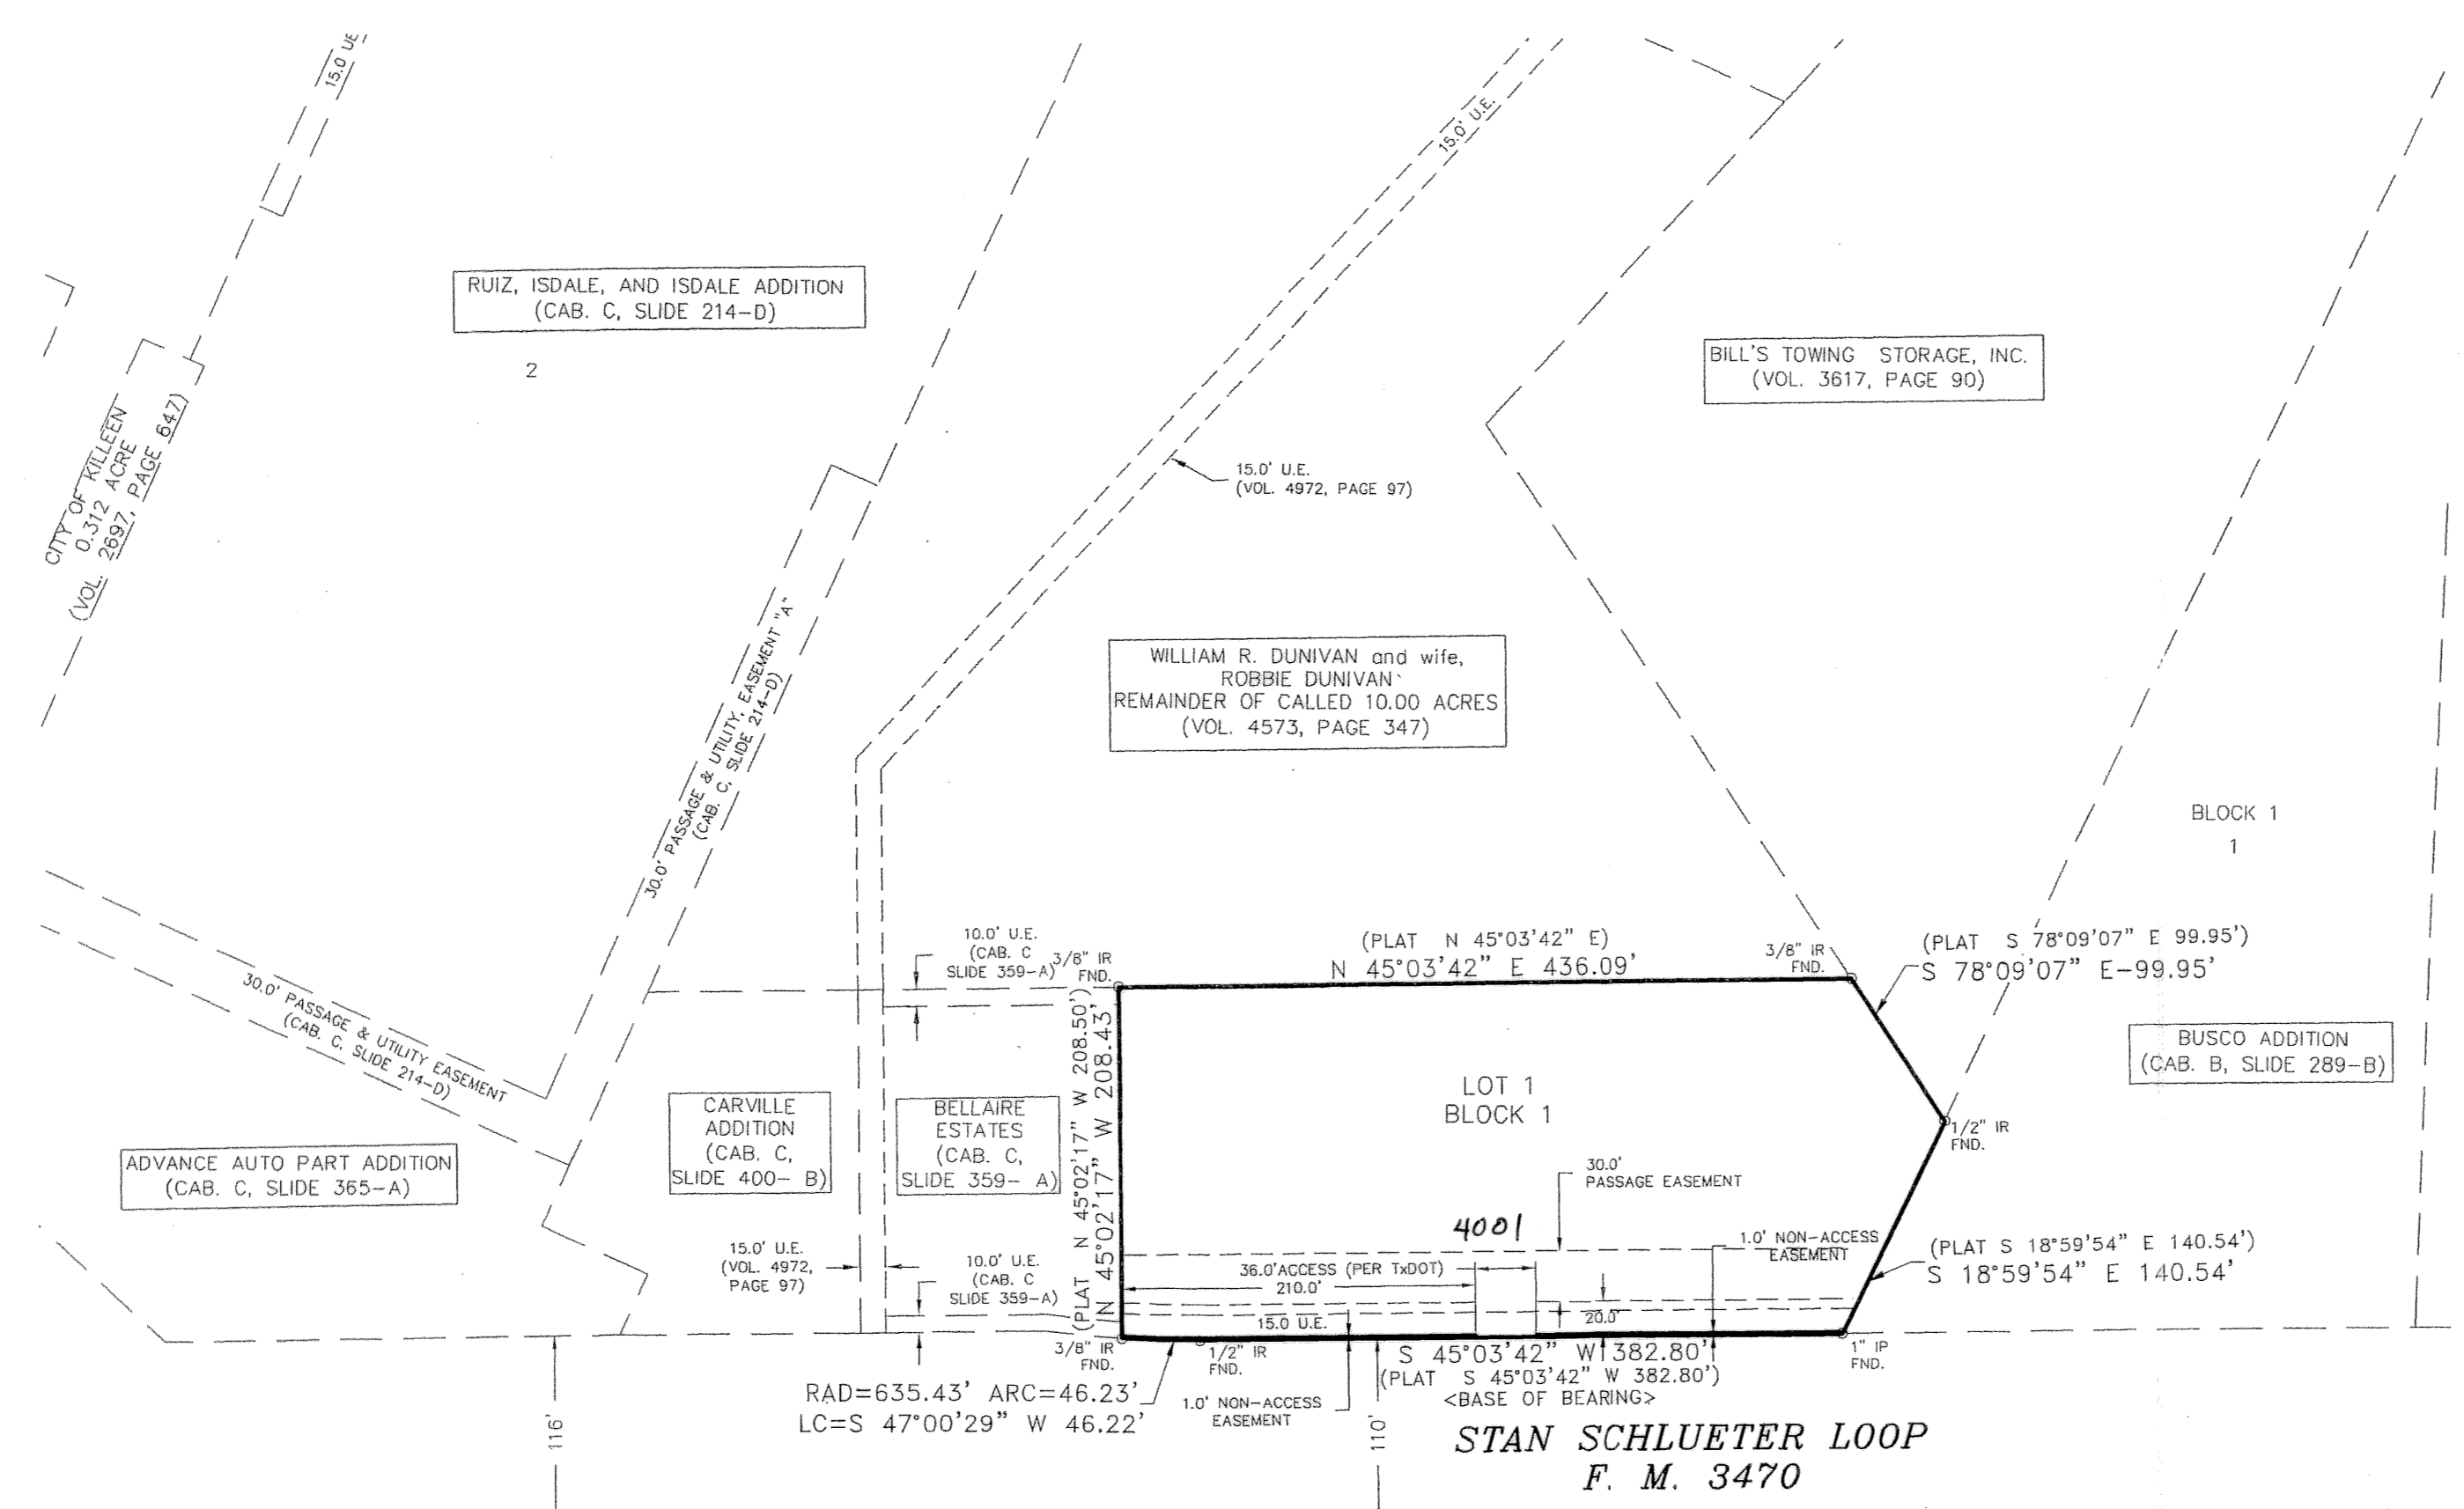 15.0 UE
RUIZ, ISDALE, AND ISDALE ADDITION
(CAB. C, SLIDE 214-D)
2
15.0' U.E.
BILL'S TOWING STORAGE, INC.
(VOL. 3617, PAGE 90)
CITY OF KILLEEN
0.312 ACRE
(VOL. 2697, PAGE 647)
15.0' U.E.
(VOL. 4972, PAGE 97)
30.0' PASSAGE & UTILITY, EASEMENT "A"
(CAB. C, SLIDE 214-D)
WILLIAM R. DUNIVAN and wife,
ROBBIE DUNIVAN
REMAINDER OF CALLED 10.00 ACRES
(VOL. 4573, PAGE 347)
BLOCK 1
1
10.0' U.E.
(CAB. C
SLIDE 359-A)
3/8" IR
FND.
(PLAT N 45°03'42" E)
N 45°03'42" E 436.09'
3/8" IR
FND.
(PLAT S 78°09'07" E 99.95')
S 78°09'07" E-99.95'
30.0' PASSAGE & UTILITY EASEMENT
(CAB. C, SLIDE 214-D)
(PLAT N 45°02'17" W 208.50')
N 45°02'17" W 208.43'
BUSCO ADDITION
(CAB. B, SLIDE 289-B)
LOT 1
BLOCK 1
CARVILLE
ADDITION
(CAB. C,
SLIDE 400- B)
BELLAIRE
ESTATES
(CAB. C,
SLIDE 359- A)
1/2" IR
FND.
ADVANCE AUTO PART ADDITION
(CAB. C, SLIDE 365-A)
30.0'
PASSAGE EASEMENT
4001
1.0' NON-ACCESS
EASEMENT
(PLAT S 18°59'54" E 140.54')
S 18°59'54" E 140.54'
15.0' U.E.
(VOL. 4972,
PAGE 97)
10.0' U.E.
(CAB. C
SLIDE 359-A)
36.0'ACCESS (PER TxDOT)
210.0'
15.0 U.E.
20.0'
3/8" IR
FND.
1/2" IR
FND.
S 45°03'42" W 382.80'
(PLAT S 45°03'42" W 382.80')
<BASE OF BEARING>
1" IP
FND.
RAD=635.43' ARC=46.23'
LC=S 47°00'29" W 46.22'
1.0' NON-ACCESS
EASEMENT
116'
110'
STAN SCHLUETER LOOP
F. M. 3470